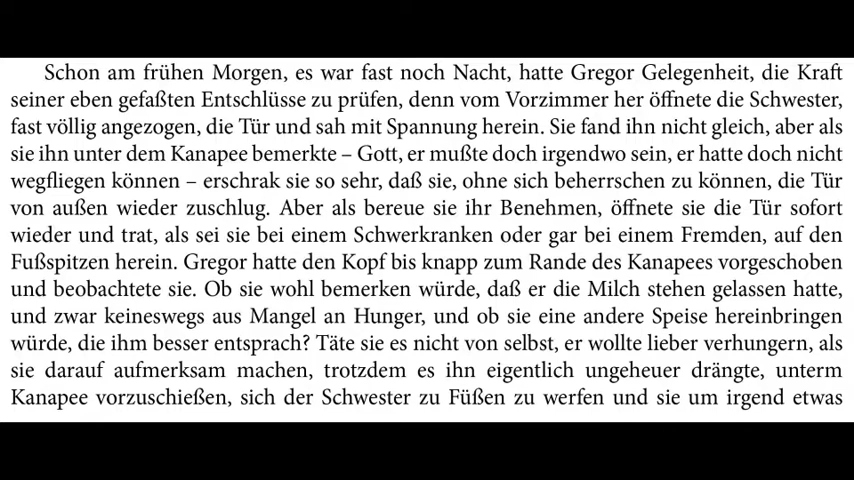 Schon am frühen Morgen, es war fast noch Nacht, hatte Gregor Gelegenheit, die Kraft
seiner eben gefaßten Entschlüsse zu prüfen, denn vom Vorzimmer her öffnete die Schwester,
fast völlig angezogen, die Tür und sah mit Spannung herein. Sie fand ihn nicht gleich, aber als
sie ihn unter dem Kanapee bemerkte – Gott, er mußte doch irgendwo sein, er hatte doch nicht
wegfliegen können – erschrak sie so sehr, daß sie, ohne sich beherrschen zu können, die Tür
von außen wieder zuschlug. Aber als bereue sie ihr Benehmen, öffnete sie die Tür sofort
wieder und trat, als sei sie bei einem Schwerkranken oder gar bei einem Fremden, auf den
Fußspitzen herein. Gregor hatte den Kopf bis knapp zum Rande des Kanapees vorgeschoben
und beobachtete sie. Ob sie wohl bemerken würde, daß er die Milch stehen gelassen hatte,
und zwar keineswegs aus Mangel an Hunger, und ob sie eine andere Speise hereinbringen
würde, die ihm besser entsprach? Täte sie es nicht von selbst, er wollte lieber verhungern, als
sie darauf aufmerksam machen, trotzdem es ihn eigentlich ungeheuer drängte, unterm
Kanapee vorzuschießen, sich der Schwester zu Füßen zu werfen und sie um irgend etwas